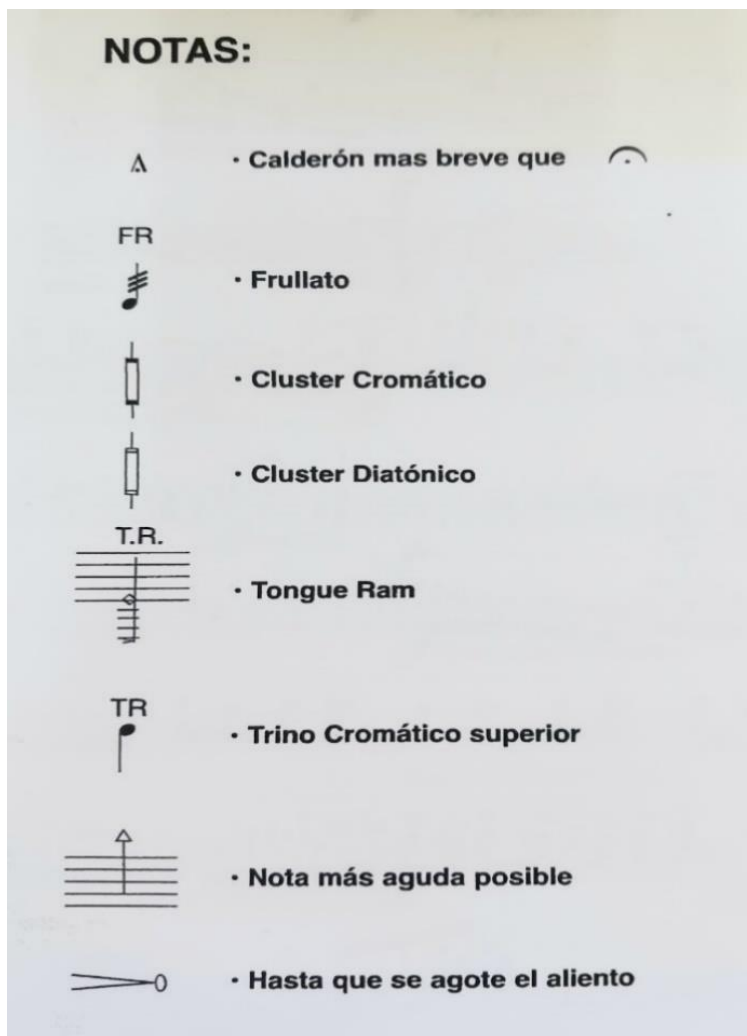 NOTAS:
· Calderón mas breve que
FR
· Frullato
· Cluster Cromático
· Cluster Diatónico
T.R.
· Tongue Ram
TR
· Trino Cromático superior
· Nota más aguda posible
· Hasta que se agote el aliento